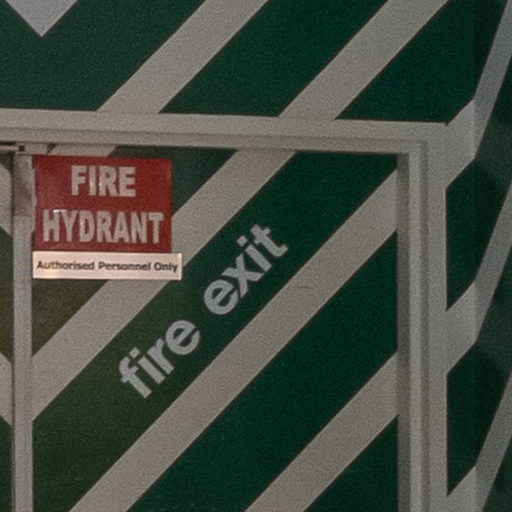 FIRE
HYDRANT
Authorised Personnel Only
fire exit